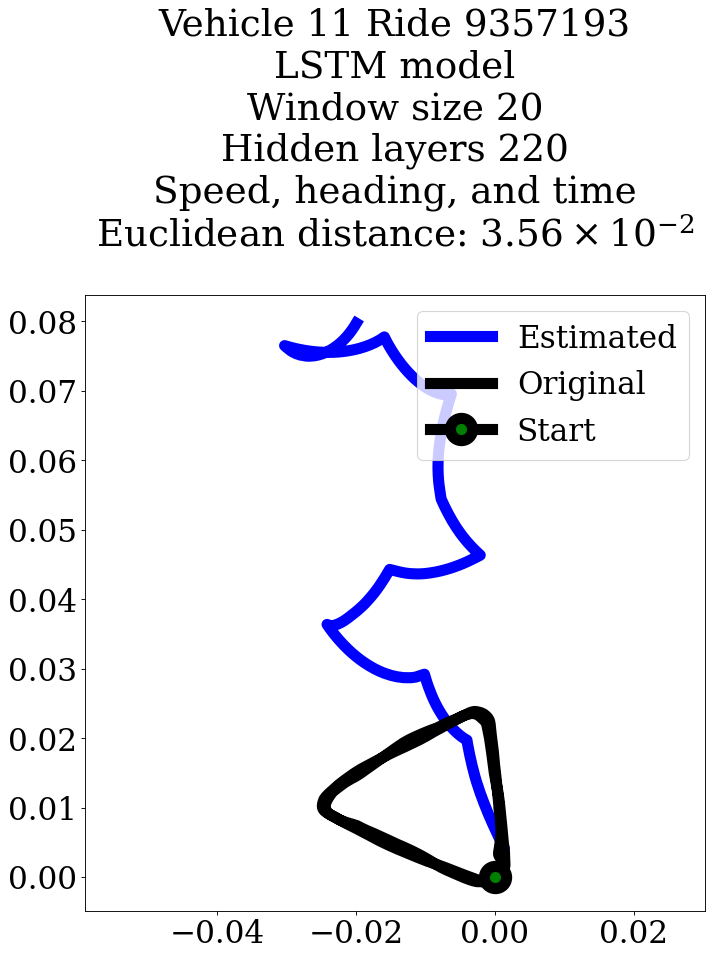 Vehicle 11 Ride 9357193
LSTM model
Window size 20
Hidden layers 220
Speed, heading, and time
Euclidean distance: 3.56 × 10⁻²
Estimated
Original
Start
0.08
0.07
0.06
0.05
0.04
0.03
0.02
0.01
0.00
−0.04 −0.02 0.00 0.02